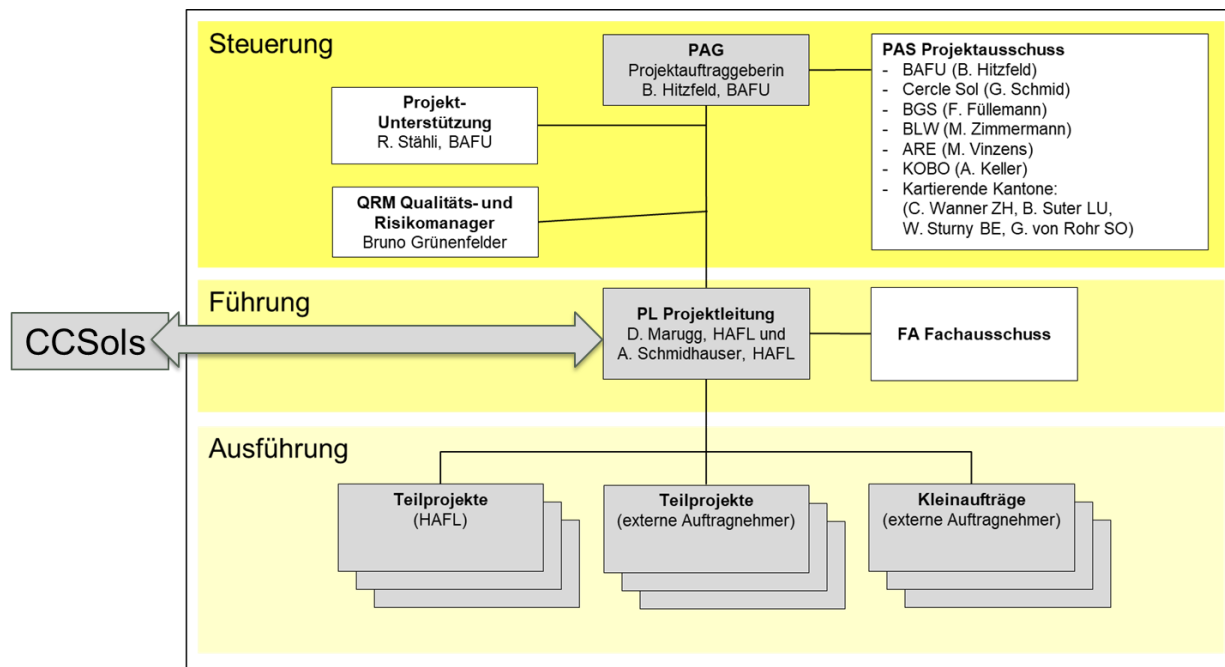 Steuerung
PAG
Projektauftraggeberin
B. Hitzfeld, BAFU
PAS Projektausschuss
- BAFU (B. Hitzfeld)
- Cercle Sol (G. Schmid)
- BGS (F. Füllemann)
- BLW (M. Zimmermann)
- ARE (M. Vinzens)
- KOBO (A. Keller)
- Kartierende Kantone:
(C. Wanner ZH, B. Suter LU,
W. Sturny BE, G. von Rohr SO)
Projekt-
Unterstützung
R. Stähli, BAFU
QRM Qualitäts- und
Risikomanager
Bruno Grünenfelder
Führung
CCSols
PL Projektleitung
D. Marugg, HAFL und
A. Schmidhauser, HAFL
FA Fachausschuss
Ausführung
Teilprojekte
(HAFL)
Teilprojekte
(externe Auftragnehmer)
Kleinaufträge
(externe Auftragnehmer)